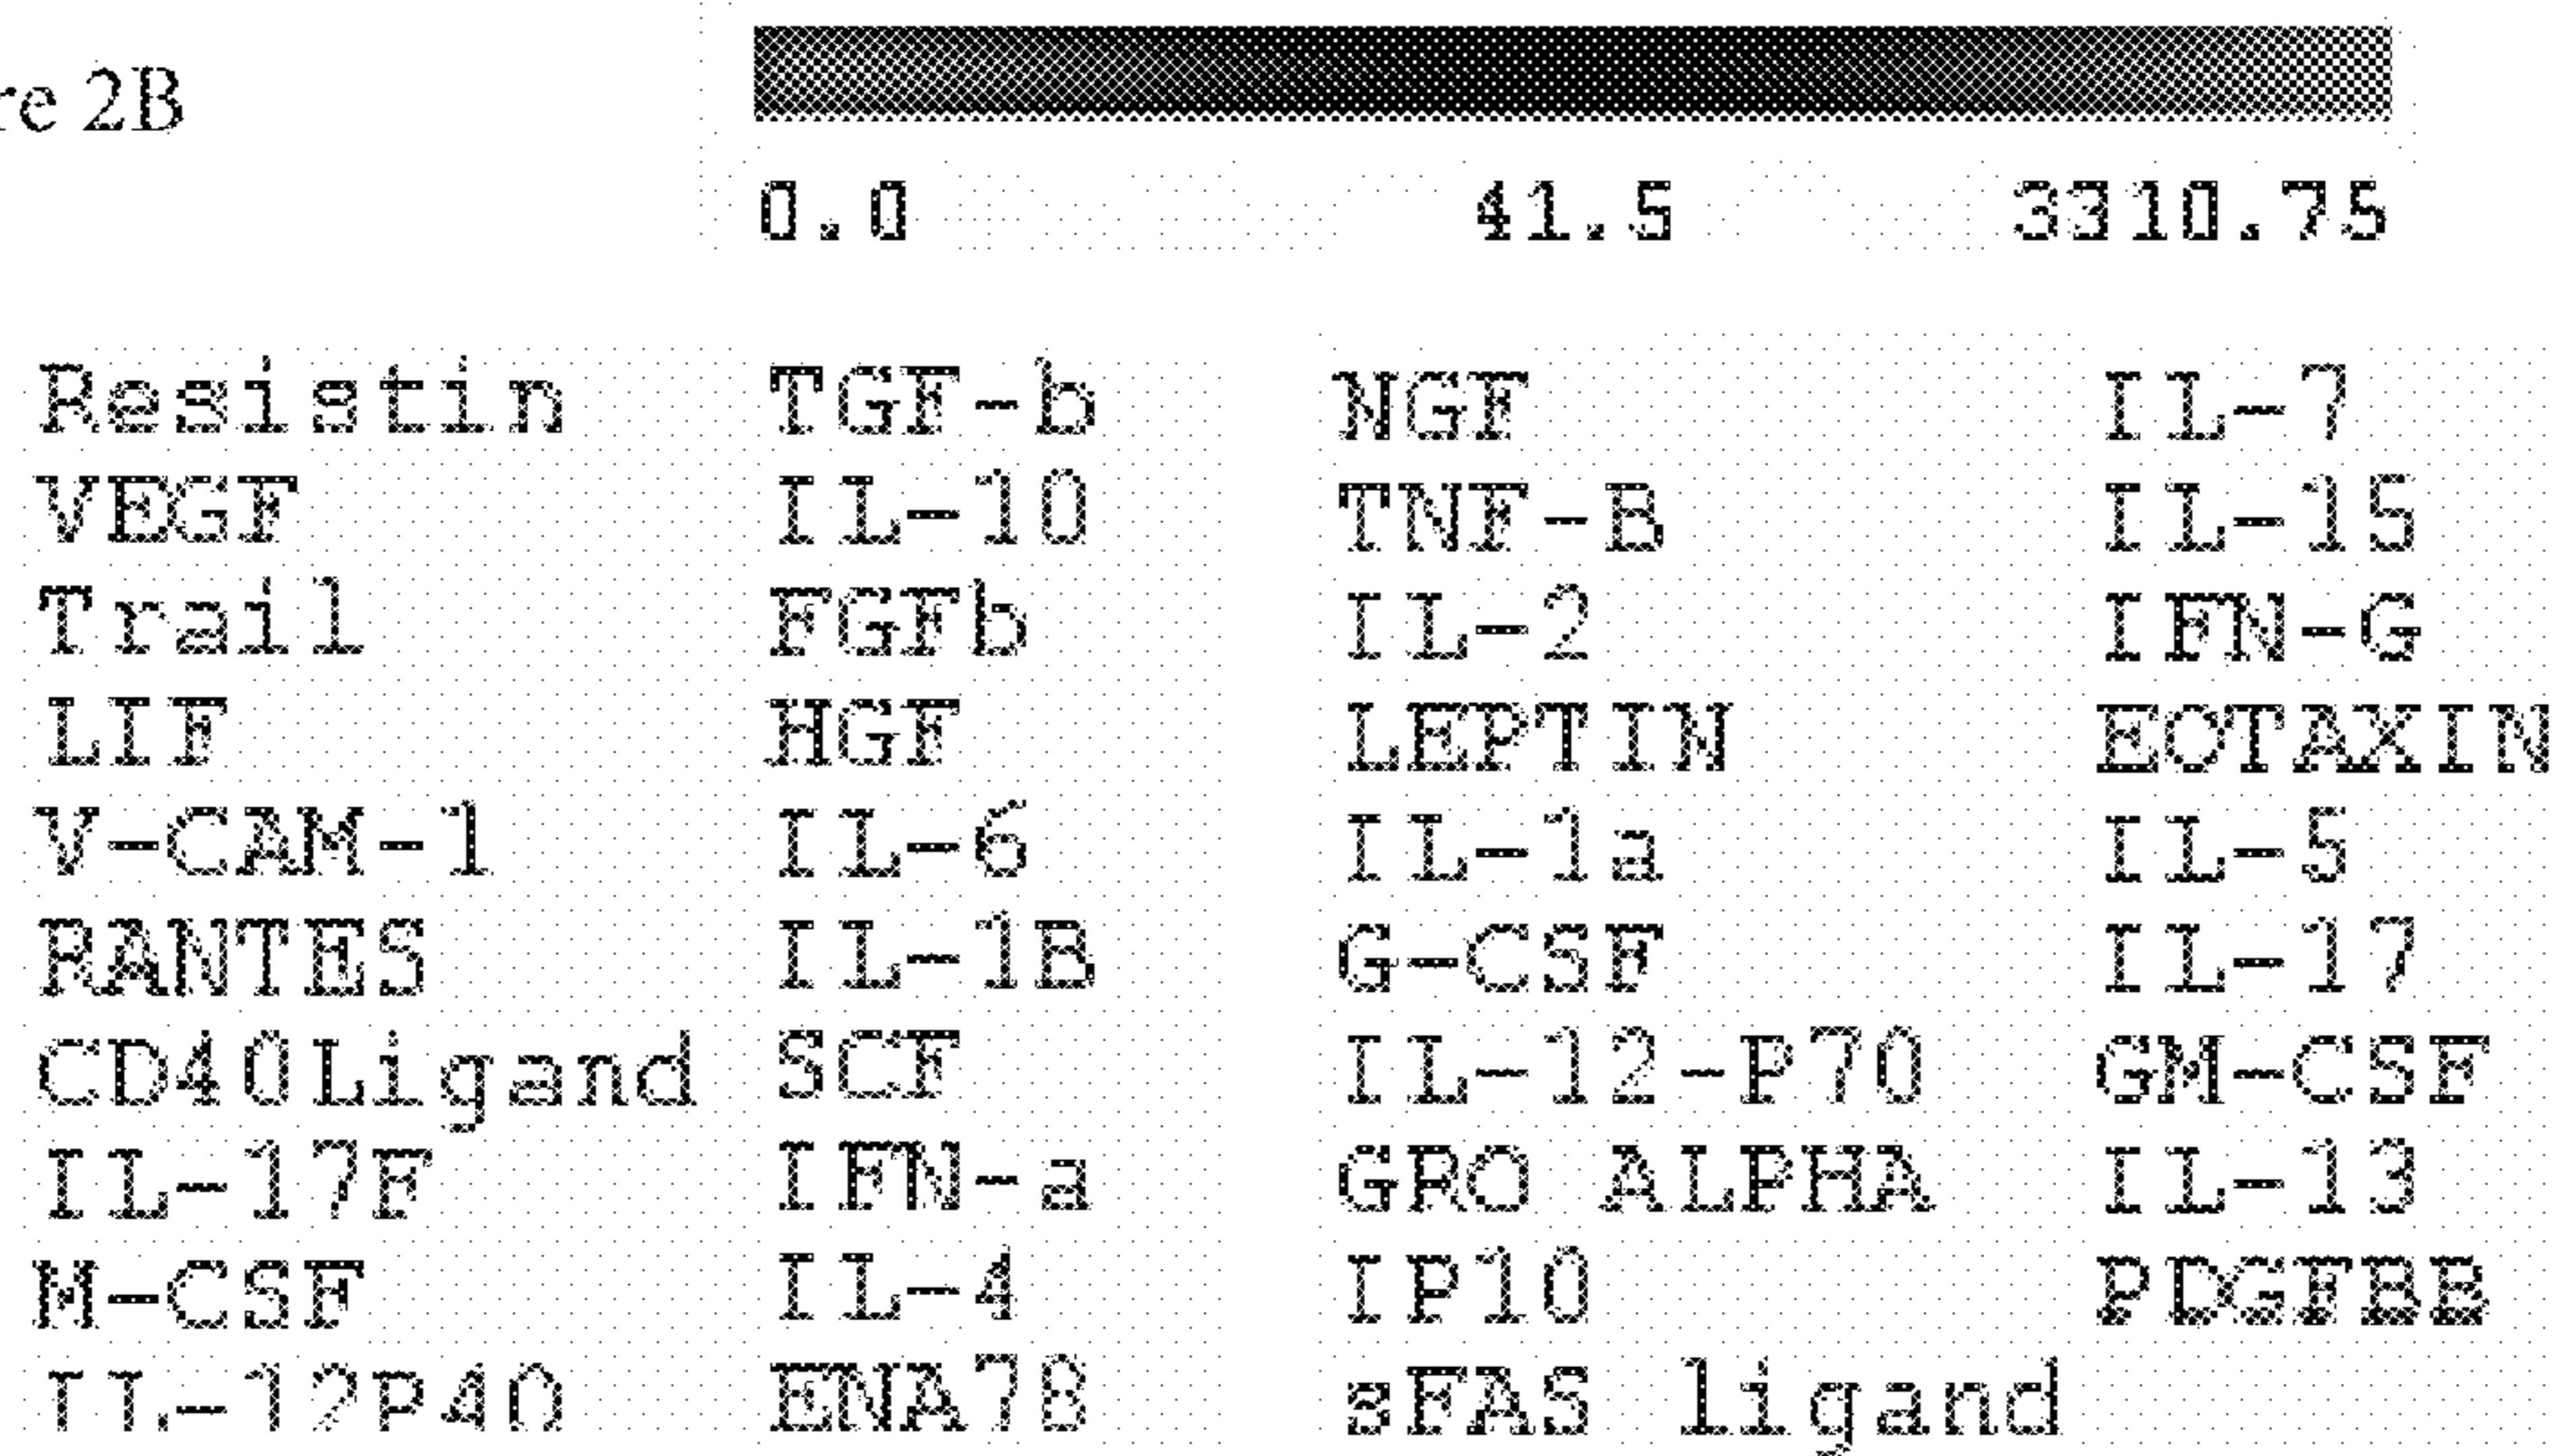 re 2B
0.0 41.5 3310.75
Resistin TGF-b NGF IL-7
VEGF IL-10 TNF-B IL-15
Trail FGFb IL-2 IFN-G
LIF HGF LEPTIN EOTAXIN
V-CAM-1 IL-6 IL-1a IL-5
RANTES IL-1B G-CSF IL-17
CD40Ligand SCF IL-12-P70 GM-CSF
IL-17F IFN-a GRO ALPHA IL-13
M-CSF IL-4 IP10 PDGFBB
IL-12P40 ENA78 sFAS ligand